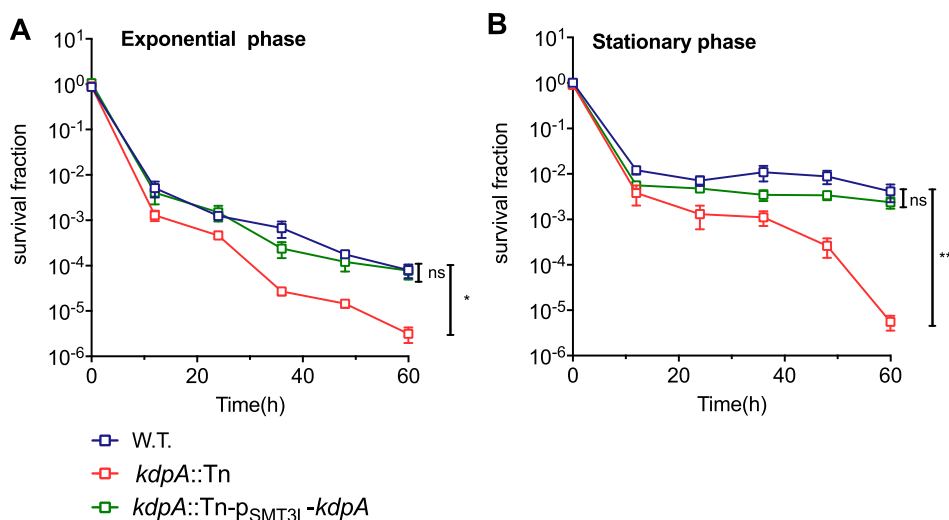 A
Exponential phase
10^1
10^0
10^-1
10^-2
10^-3
10^-4
10^-5
10^-6
survival fraction
0
20
40
60
Time(h)
ns
*
B
Stationary phase
10^1
10^0
10^-1
10^-2
10^-3
10^-4
10^-5
10^-6
survival fraction
0
20
40
60
Time(h)
ns
**
W.T.
kdpA::Tn
kdpA::Tn-pSMT3L-kdpA